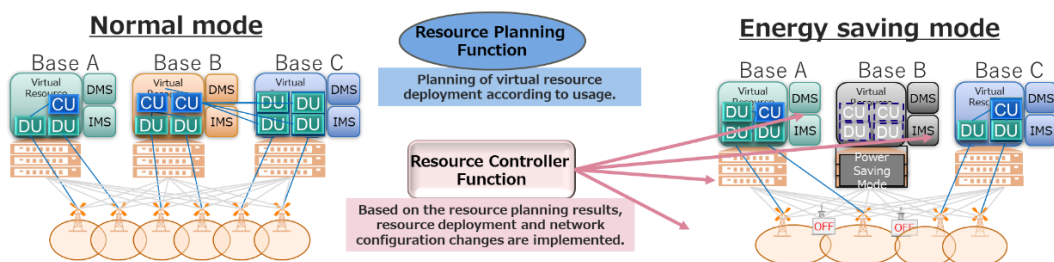 Normal mode
Base A
Base B
Base C
Virtual
Resource
CU
DU DU
DMS
IMS
Virtual
Resource
CU CU
DU DU
DMS
IMS
DU DU
DU DU
DMS
IMS
Resource Planning
Function
Planning of virtual resource
deployment according to usage.
Resource Controller
Function
Based on the resource planning results,
resource deployment and network
configuration changes are implemented.
Energy saving mode
Base A
Base B
Base C
Virtual
DU CU
DU DU
DMS
IMS
Virtual
Resource
CU CU
DU DU
DMS
IMS
Power
Saving
Mode
Virtual
CU
DU DU
DMS
IMS
OFF
OFF